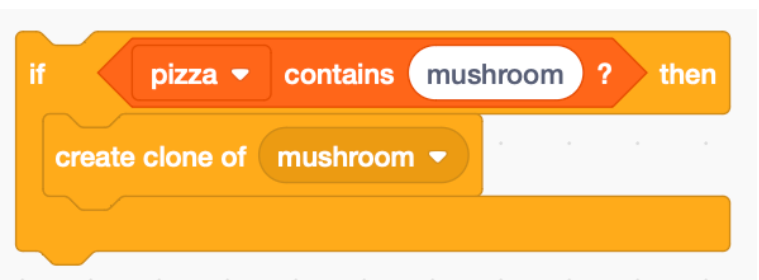 if pizza contains mushroom ? then
create clone of mushroom